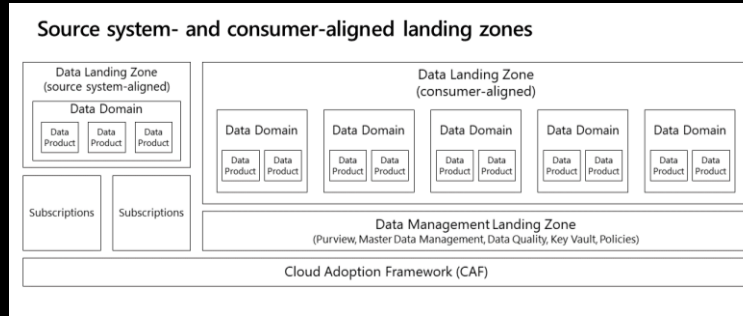 Source system- and consumer-aligned landing zones
Data Landing Zone
(source system-aligned)
Data Domain
Data
Product
Data
Product
Data
Product
Subscriptions
Subscriptions
Data Landing Zone
(consumer-aligned)
Data Domain
Data
Product
Data
Product
Data Domain
Data
Product
Data
Product
Data Domain
Data
Product
Data
Product
Data Domain
Data
Product
Data
Product
Data Domain
Data
Product
Data
Product
Data Management Landing Zone
(Purview, Master Data Management, Data Quality, Key Vault, Policies)
Cloud Adoption Framework (CAF)